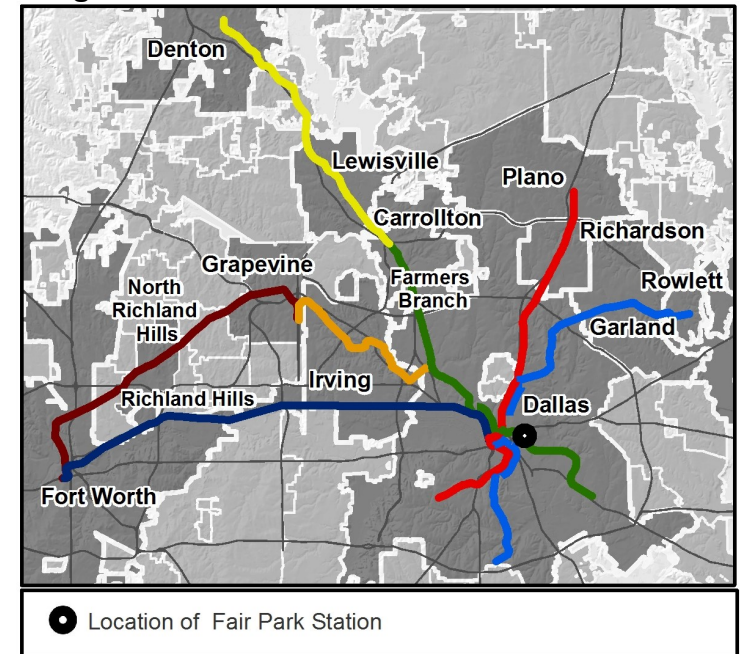 Denton
Lewisville
Plano
Carrollton
Richardson
Grapevine
Farmers
Branch
Rowlett
North
Richland
Hills
Garland
Irving
Richland Hills
Dallas
Fort Worth
Location of Fair Park Station